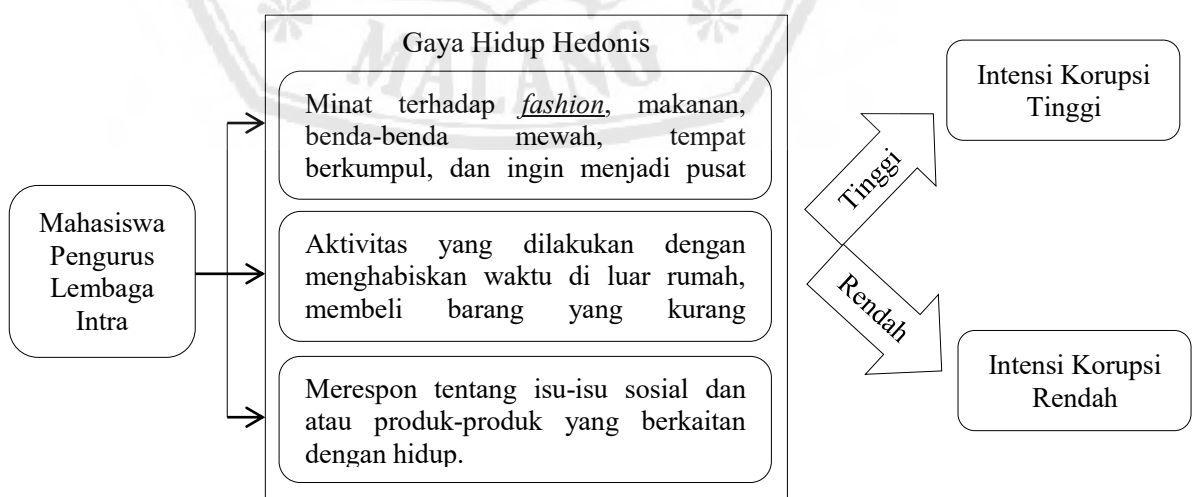 MALANG
Gaya Hidup Hedonis
Minat terhadap fashion, makanan,
benda-benda mewah, tempat
berkumpul, dan ingin menjadi pusat
Mahasiswa
Pengurus
Lembaga
Intra
Aktivitas yang dilakukan dengan
menghabiskan waktu di luar rumah,
membeli barang yang kurang
Merespon tentang isu-isu sosial dan
atau produk-produk yang berkaitan
dengan hidup.
Tinggi
Rendah
Intensi Korupsi
Tinggi
Intensi Korupsi
Rendah